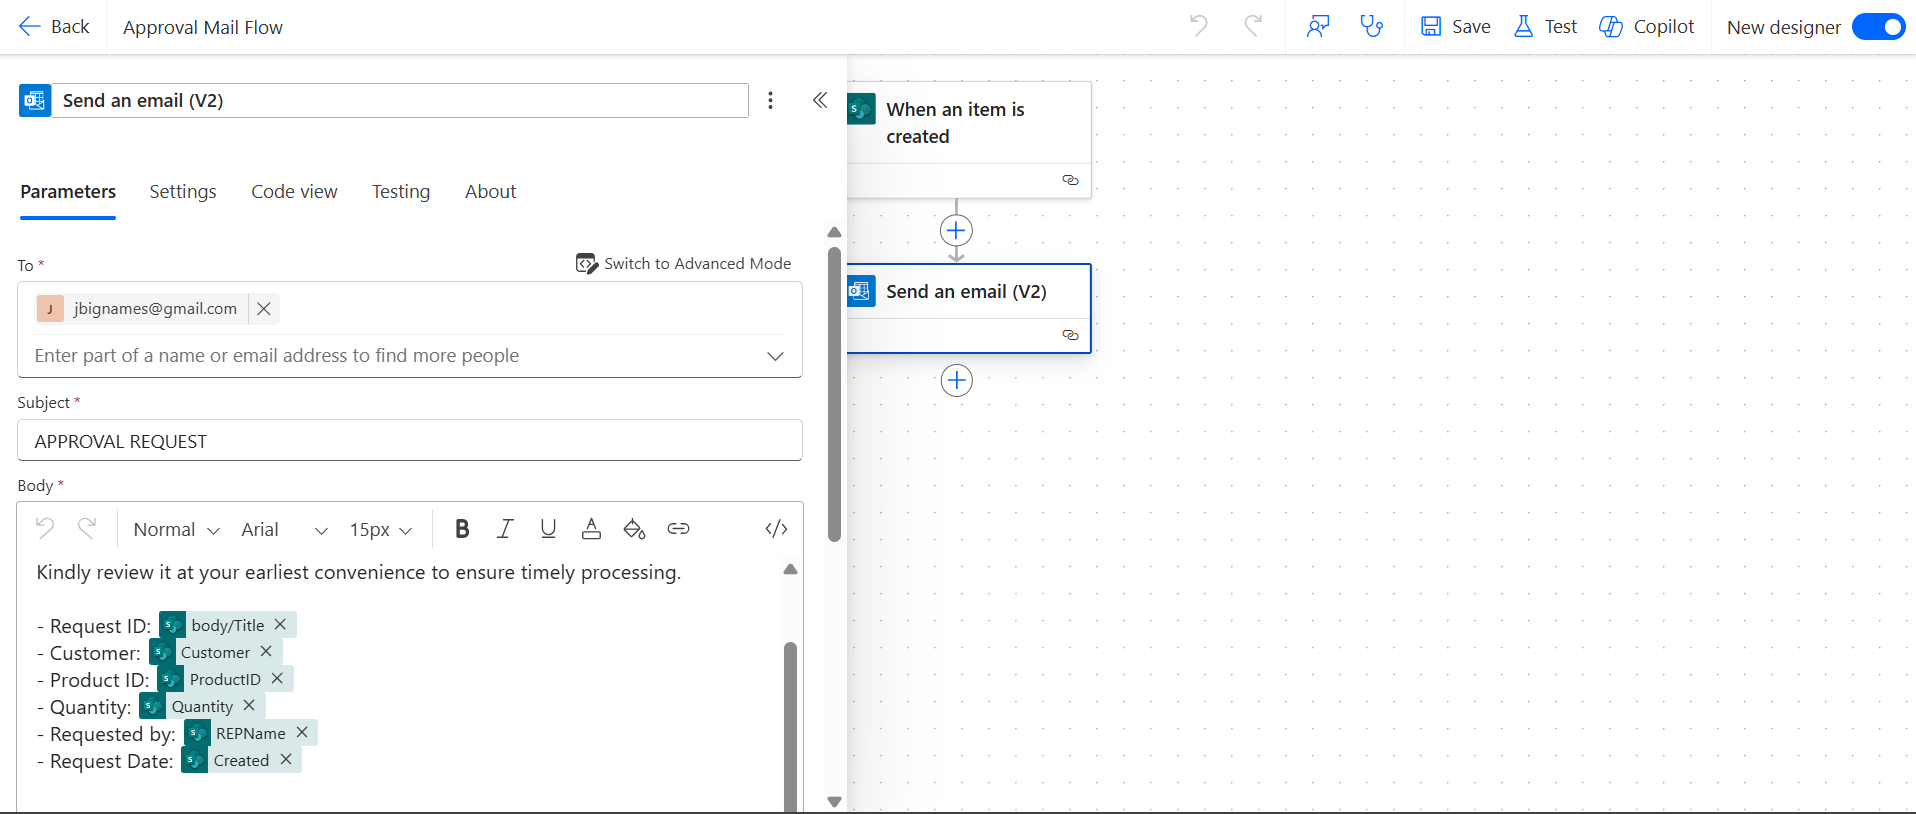 Back
Approval Mail Flow
Save
Test
Copilot
New designer
Send an email (V2)
Parameters
Settings
Code view
Testing
About
To *
Switch to Advanced Mode
J
jbignames@gmail.com
Enter part of a name or email address to find more people
Subject *
APPROVAL REQUEST
Body *
Normal
Arial
15px
B
I
U
A
</>
Kindly review it at your earliest convenience to ensure timely processing.
- Request ID: body/Title
- Customer: Customer
- Product ID: ProductID
- Quantity: Quantity
- Requested by: REPName
- Request Date: Created
When an item is
created
Send an email (V2)